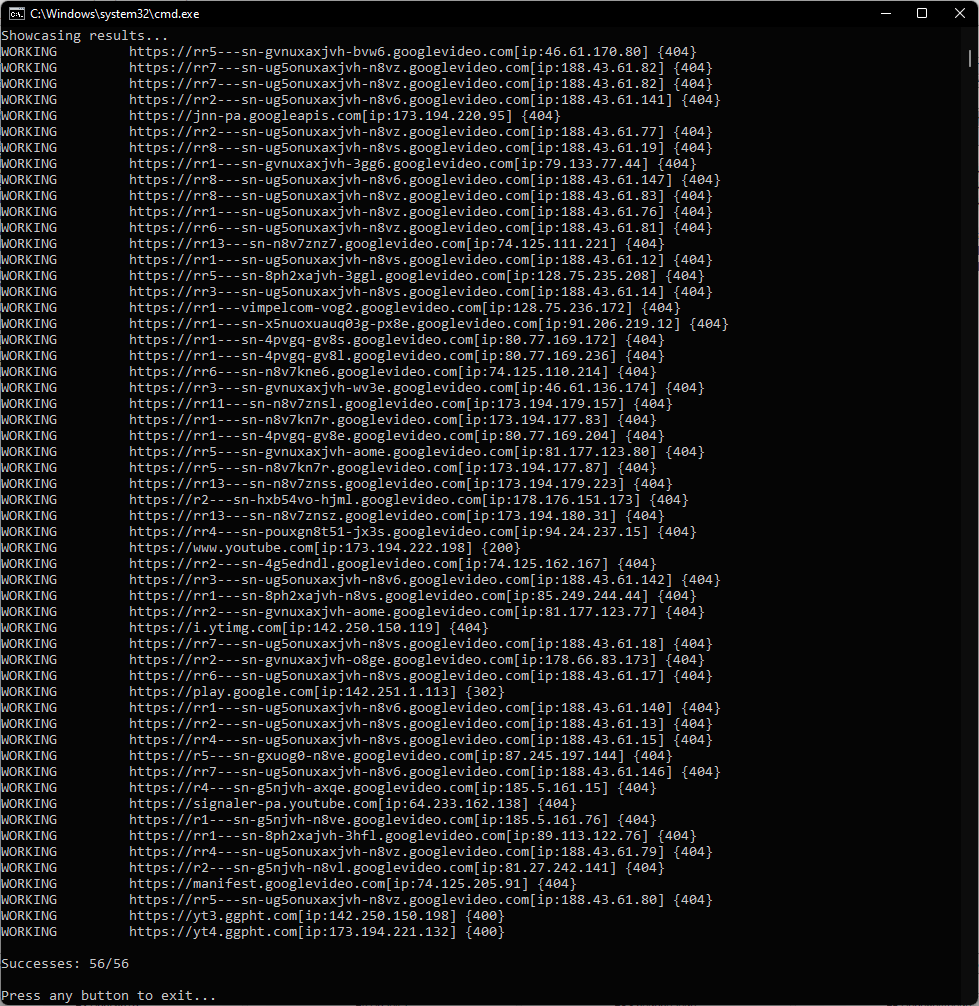 C:\Windows\system32\cmd.exe
Showcasing results...
WORKING https://rr5---sn-gvnuxaxjvh-bvw6.googlevideo.com[ip:46.61.170.80] {404}
WORKING https://rr7---sn-ug5onuxaxjvh-n8vz.googlevideo.com[ip:188.43.61.82] {404}
WORKING https://rr7---sn-ug5onuxaxjvh-n8vz.googlevideo.com[ip:188.43.61.82] {404}
WORKING https://rr2---sn-ug5onuxaxjvh-n8v6.googlevideo.com[ip:188.43.61.141] {404}
WORKING https://jnn-pa.googleapis.com[ip:173.194.220.95] {404}
WORKING https://rr2---sn-ug5onuxaxjvh-n8vz.googlevideo.com[ip:188.43.61.77] {404}
WORKING https://rr8---sn-ug5onuxaxjvh-n8vs.googlevideo.com[ip:188.43.61.19] {404}
WORKING https://rr1---sn-gvnuxaxjvh-3gg6.googlevideo.com[ip:79.133.77.44] {404}
WORKING https://rr8---sn-ug5onuxaxjvh-n8v6.googlevideo.com[ip:188.43.61.147] {404}
WORKING https://rr8---sn-ug5onuxaxjvh-n8vz.googlevideo.com[ip:188.43.61.83] {404}
WORKING https://rr1---sn-ug5onuxaxjvh-n8vz.googlevideo.com[ip:188.43.61.76] {404}
WORKING https://rr6---sn-ug5onuxaxjvh-n8vz.googlevideo.com[ip:188.43.61.81] {404}
WORKING https://rr13---sn-n8v7znz7.googlevideo.com[ip:74.125.111.221] {404}
WORKING https://rr1---sn-ug5onuxaxjvh-n8vs.googlevideo.com[ip:188.43.61.12] {404}
WORKING https://rr5---sn-8ph2xajvh-3ggl.googlevideo.com[ip:128.75.235.208] {404}
WORKING https://rr3---sn-ug5onuxaxjvh-n8vs.googlevideo.com[ip:188.43.61.14] {404}
WORKING https://rr1---vimpelcom-vog2.googlevideo.com[ip:128.75.236.172] {404}
WORKING https://rr1---sn-x5nuoxuauq03g-px8e.googlevideo.com[ip:91.206.219.12] {404}
WORKING https://rr1---sn-4pvgq-gv8s.googlevideo.com[ip:80.77.169.172] {404}
WORKING https://rr1---sn-4pvgq-gv8l.googlevideo.com[ip:80.77.169.236] {404}
WORKING https://rr6---sn-n8v7kne6.googlevideo.com[ip:74.125.110.214] {404}
WORKING https://rr3---sn-gvnuxaxjvh-wv3e.googlevideo.com[ip:46.61.136.174] {404}
WORKING https://rr11---sn-n8v7znsl.googlevideo.com[ip:173.194.179.157] {404}
WORKING https://rr1---sn-n8v7kn7r.googlevideo.com[ip:173.194.177.83] {404}
WORKING https://rr1---sn-4pvgq-gv8e.googlevideo.com[ip:80.77.169.204] {404}
WORKING https://rr5---sn-gvnuxaxjvh-aome.googlevideo.com[ip:81.177.123.80] {404}
WORKING https://rr5---sn-n8v7kn7r.googlevideo.com[ip:173.194.177.87] {404}
WORKING https://rr13---sn-n8v7znss.googlevideo.com[ip:173.194.179.223] {404}
WORKING https://r2---sn-hxb54vo-hjml.googlevideo.com[ip:178.176.151.173] {404}
WORKING https://rr13---sn-n8v7znsz.googlevideo.com[ip:173.194.180.31] {404}
WORKING https://rr4---sn-pouxgn8t51-jx3s.googlevideo.com[ip:94.24.237.15] {404}
WORKING https://www.youtube.com[ip:173.194.222.198] {200}
WORKING https://rr2---sn-4g5edndl.googlevideo.com[ip:74.125.162.167] {404}
WORKING https://rr3---sn-ug5onuxaxjvh-n8v6.googlevideo.com[ip:188.43.61.142] {404}
WORKING https://rr1---sn-8ph2xajvh-n8vs.googlevideo.com[ip:85.249.244.44] {404}
WORKING https://rr2---sn-gvnuxaxjvh-aome.googlevideo.com[ip:81.177.123.77] {404}
WORKING https://i.ytimg.com[ip:142.250.150.119] {404}
WORKING https://rr7---sn-ug5onuxaxjvh-n8vs.googlevideo.com[ip:188.43.61.18] {404}
WORKING https://rr2---sn-gvnuxaxjvh-o8ge.googlevideo.com[ip:178.66.83.173] {404}
WORKING https://rr6---sn-ug5onuxaxjvh-n8vs.googlevideo.com[ip:188.43.61.17] {404}
WORKING https://play.google.com[ip:142.251.1.113] {302}
WORKING https://rr1---sn-ug5onuxaxjvh-n8v6.googlevideo.com[ip:188.43.61.140] {404}
WORKING https://rr2---sn-ug5onuxaxjvh-n8vs.googlevideo.com[ip:188.43.61.13] {404}
WORKING https://rr4---sn-ug5onuxaxjvh-n8vs.googlevideo.com[ip:188.43.61.15] {404}
WORKING https://r5---sn-gxuog0-n8ve.googlevideo.com[ip:87.245.197.144] {404}
WORKING https://rr7---sn-ug5onuxaxjvh-n8v6.googlevideo.com[ip:188.43.61.146] {404}
WORKING https://r4---sn-g5njvh-axqe.googlevideo.com[ip:185.5.161.15] {404}
WORKING https://signaler-pa.youtube.com[ip:64.233.162.138] {404}
WORKING https://r1---sn-g5njvh-n8ve.googlevideo.com[ip:185.5.161.76] {404}
WORKING https://rr1---sn-8ph2xajvh-3hfl.googlevideo.com[ip:89.113.122.76] {404}
WORKING https://rr4---sn-ug5onuxaxjvh-n8vz.googlevideo.com[ip:188.43.61.79] {404}
WORKING https://r2---sn-g5njvh-n8vl.googlevideo.com[ip:81.27.242.141] {404}
WORKING https://manifest.googlevideo.com[ip:74.125.205.91] {404}
WORKING https://rr5---sn-ug5onuxaxjvh-n8vz.googlevideo.com[ip:188.43.61.80] {404}
WORKING https://yt3.ggpht.com[ip:142.250.150.198] {400}
WORKING https://yt4.ggpht.com[ip:173.194.221.132] {400}
Successes: 56/56
Press any button to exit...